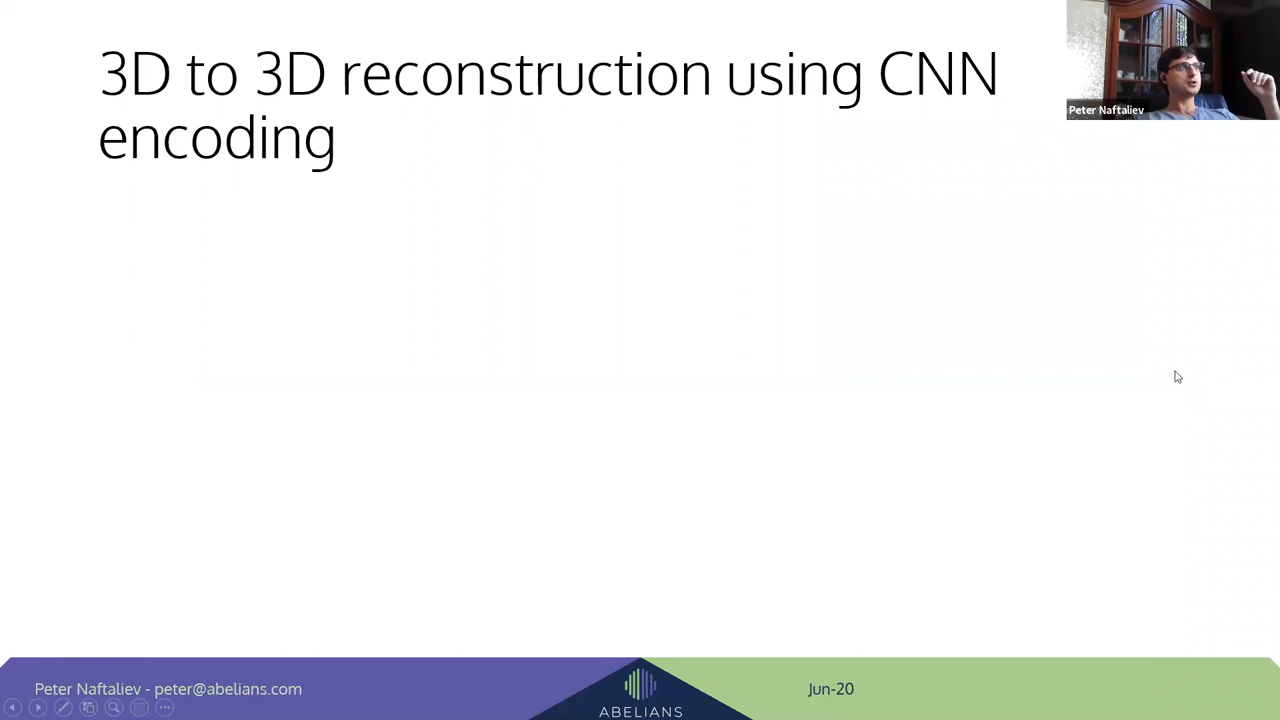 3D to 3D reconstruction using CNN
encoding
Peter Naftaliev
Peter Naftaliev - peter@abelians.com
Jun-20
ABELIANS